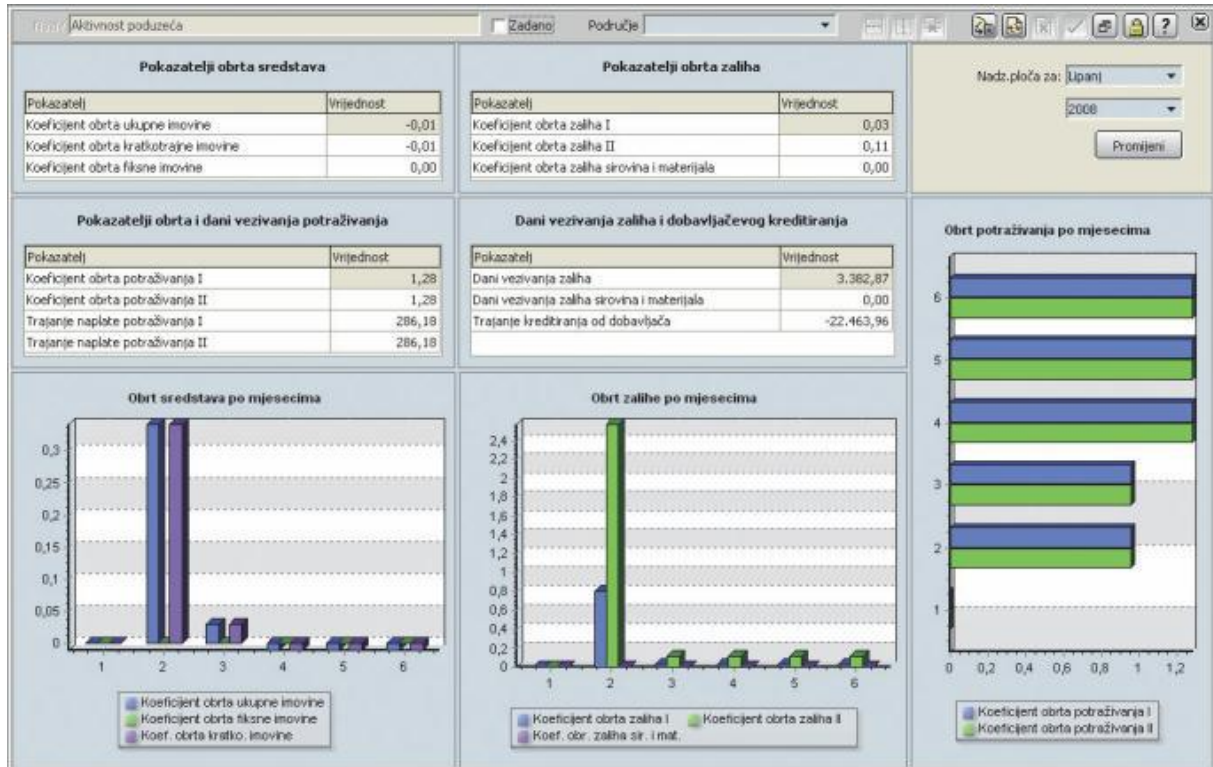 Aktivnost poduzeća
Zadano
Područje
?
Pokazatelji obrta sredstava
Pokazatelj Vrijednost
Koeficijent obrta ukupne imovine -0,01
Koeficijent obrta kratkotrajne imovine -0,01
Koeficijent obrta fiksne imovine 0,00
Pokazatelji obrta zaliha
Pokazatelj Vrijednost
Koeficijent obrta zaliha I 0,03
Koeficijent obrta zaliha II 0,11
Koeficijent obrta zaliha sirovina i materijala 0,00
Nadz.ploča za: Lipanj
2008
Promijeni
Pokazatelji obrta i dani vezivanja potraživanja
Pokazatelj Vrijednost
Koeficijent obrta potraživanja I 1,28
Koeficijent obrta potraživanja II 1,28
Trajanje naplate potraživanja I 286,18
Trajanje naplate potraživanja II 286,18
Dani vezivanja zaliha i dobavljačevog kreditiranja
Pokazatelj Vrijednost
Dani vezivanja zaliha 3.382,87
Dani vezivanja zaliha sirovina i materijala 0,00
Trajanje kreditiranja od dobavljača -22.463,96
Obrt sredstava po mjesecima
0,3
0,25
0,2
0,15
0,1
0,05
0
1 2 3 4 5 6
Koeficijent obrta ukupne imovine
Koeficijent obrta fiksne imovine
Koef. obrta kratko. imovine
Obrt zalihe po mjesecima
2,4
2,2
2
1,8
1,6
1,4
1,2
1
0,8
0,6
0,4
0,2
0
1 2 3 4 5 6
Koeficijent obrta zaliha I Koeficijent obrta zaliha II
Koef. obr. zaliha sir. i mat.
Obrt potraživanja po mjesecima
6
5
4
3
2
1
0 0,2 0,4 0,6 0,8 1 1,2
Koeficijent obrta potraživanja I
Koeficijent obrta potraživanja II